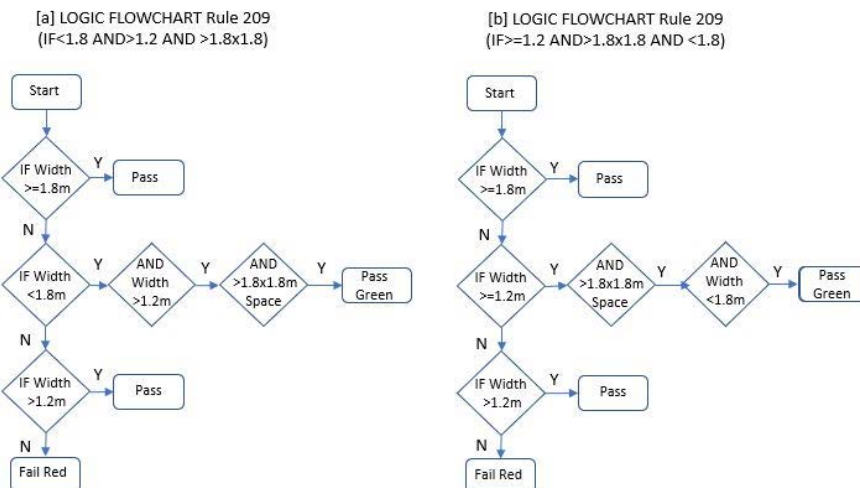 [a] LOGIC FLOWCHART Rule 209
(IF<1.8 AND>1.2 AND >1.8x1.8)
Start
IF Width
>=1.8m
Y
Pass
N
IF Width
<1.8m
Y
AND
Width
>1.2m
Y
AND
>1.8x1.8m
Space
Y
Pass
Green
N
IF Width
>1.2m
Y
Pass
N
Fail Red
[b] LOGIC FLOWCHART Rule 209
(IF>=1.2 AND>1.8x1.8 AND <1.8)
Start
IF Width
>=1.8m
Y
Pass
N
IF Width
>=1.2m
Y
AND
>1.8x1.8m
Space
Y
AND
Width
<1.8m
Y
Pass
Green
N
IF Width
>1.2m
Y
Pass
N
Fail Red